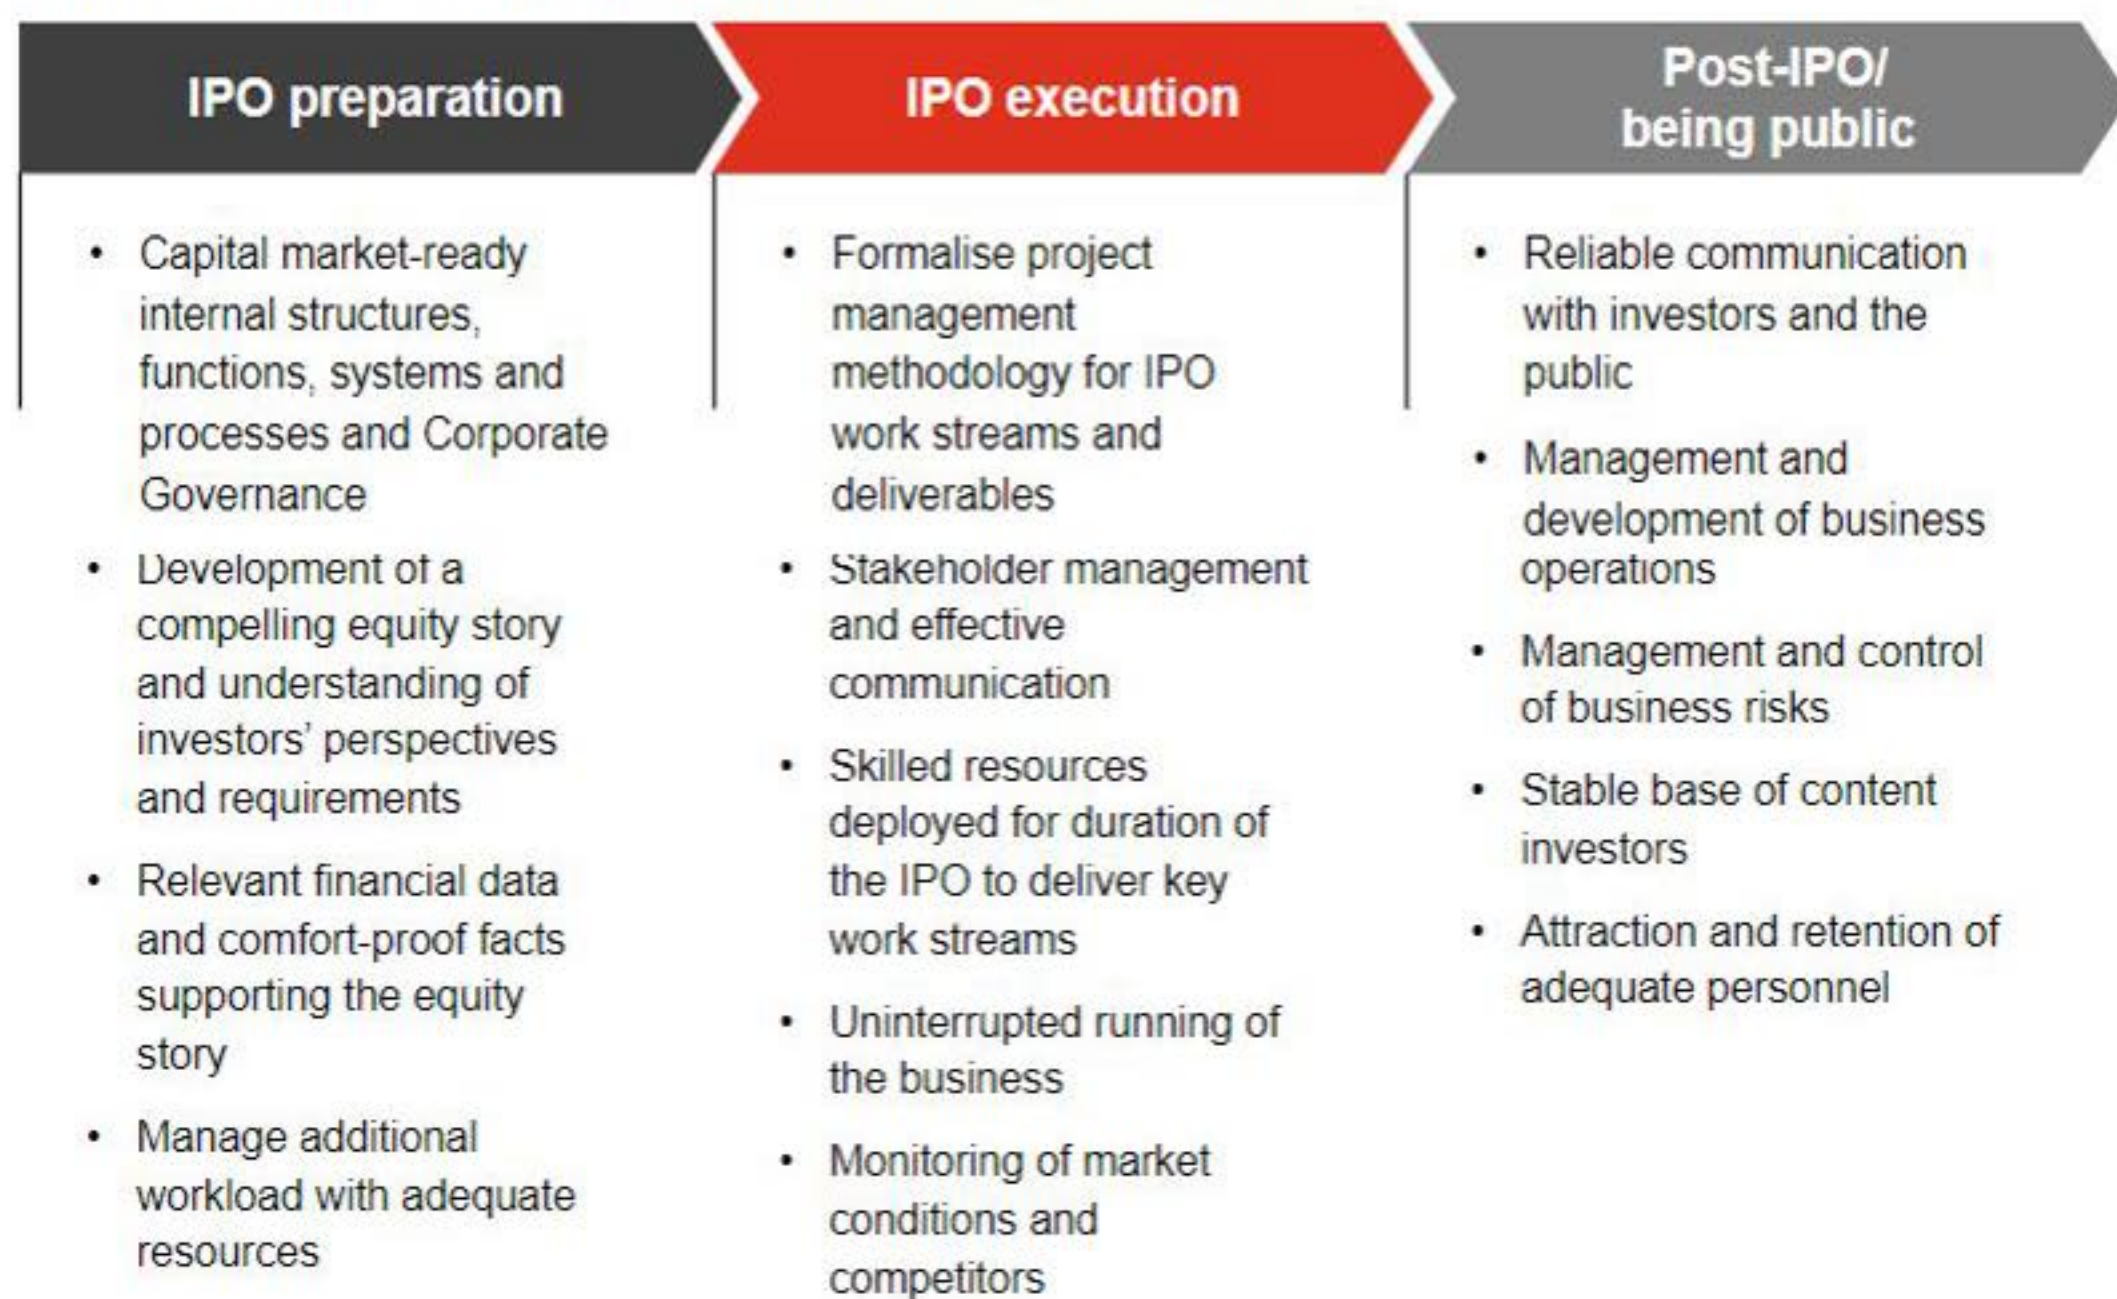 IPO preparation
• Capital market-ready
internal structures,
functions, systems and
processes and Corporate
Governance
• Development of a
compelling equity story
and understanding of
investors’ perspectives
and requirements
• Relevant financial data
and comfort-proof facts
supporting the equity
story
• Manage additional
workload with adequate
resources
IPO execution
• Formalise project
management
methodology for IPO
work streams and
deliverables
• Stakeholder management
and effective
communication
• Skilled resources
deployed for duration of
the IPO to deliver key
work streams
• Uninterrupted running of
the business
• Monitoring of market
conditions and
competitors
Post-IPO/
being public
• Reliable communication
with investors and the
public
• Management and
development of business
operations
• Management and control
of business risks
• Stable base of content
investors
• Attraction and retention of
adequate personnel